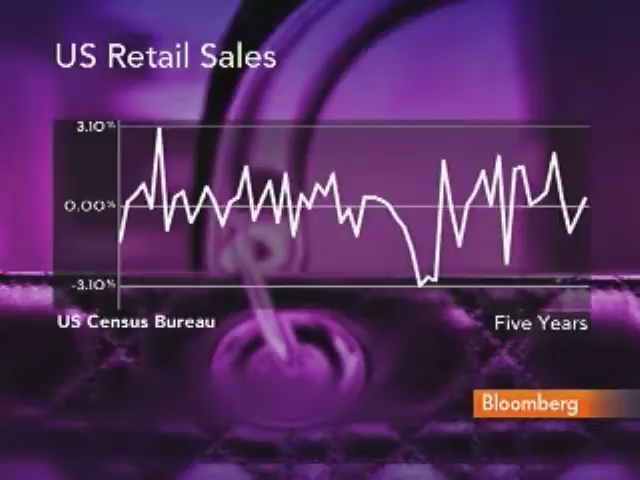 US Retail Sales
3.10%
0.00%
-3.10%
US Census Bureau
Five Years
Bloomberg